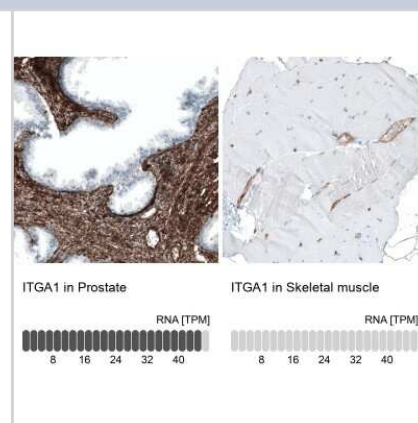 ITGA1 in Prostate
RNA [TPM]
8 16 24 32 40
ITGA1 in Skeletal muscle
RNA [TPM]
8 16 24 32 40